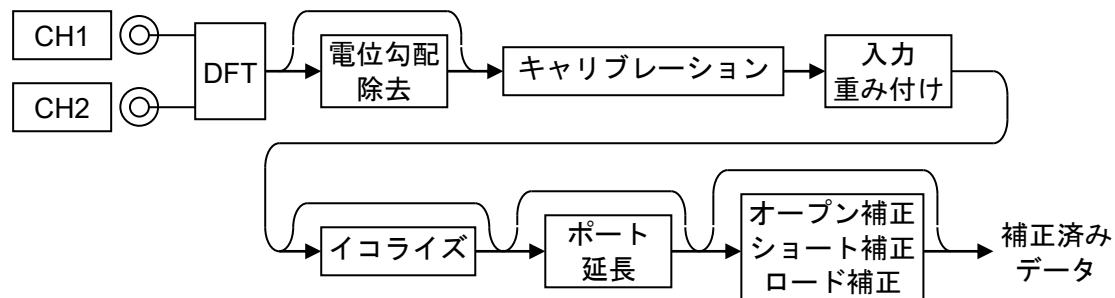 CH1
CH2
DFT
電位勾配
除去
キャリブレーション
入力
重み付け
イコライズ
ポート
延長
オープン補正
ショート補正
ロード補正
補正済み
データ